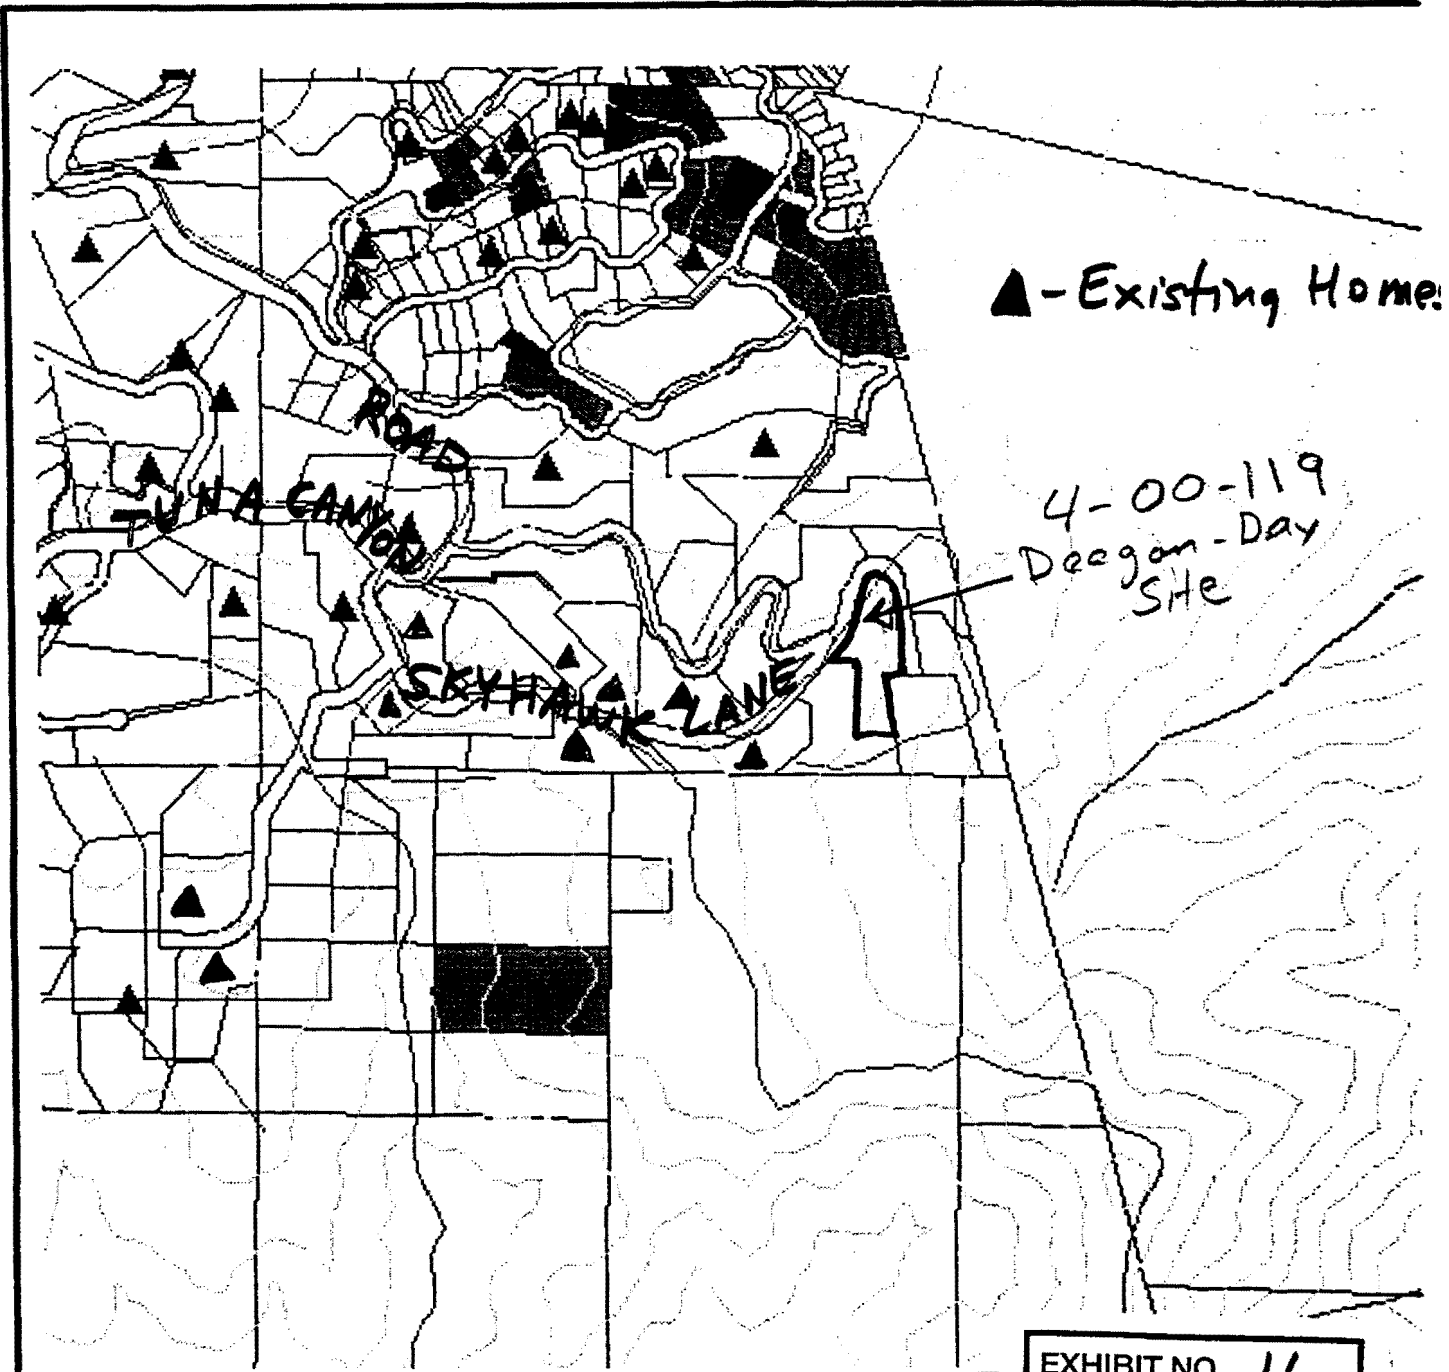 ▲ - Existing Homes
ROAD
4-00-119
Deegan-Day
Site
TUNA CANYON
SKYHAWK LANE
EXHIBIT NO. 11